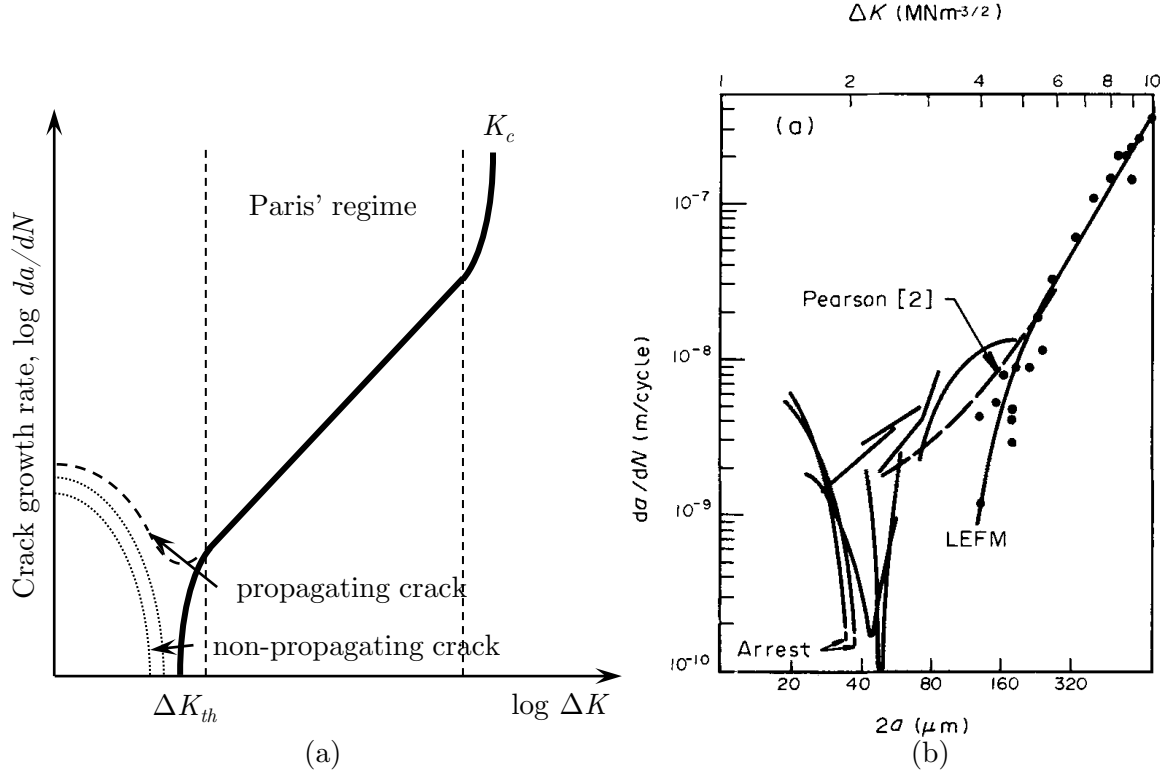 Crack growth rate, log da/dN
K_c
Paris' regime
propagating crack
non-propagating crack
ΔK_th
log ΔK
(a)
ΔK (MNm^-3/2)
1 2 4 6 8 10
(a)
da/dN (m/cycle)
10^-7
10^-8
10^-9
10^-10
Pearson [2]
LEFM
Arrest
20 40 80 160 320
2a (μm)
(b)